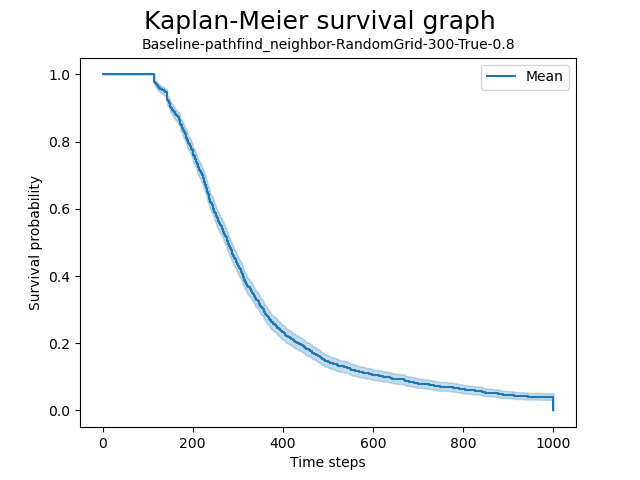 Kaplan-Meier survival graph
Baseline-pathfind_neighbor-RandomGrid-300-True-0.8
Mean
Survival probability
1.0
0.8
0.6
0.4
0.2
0.0
0 200 400 600 800 1000
Time steps